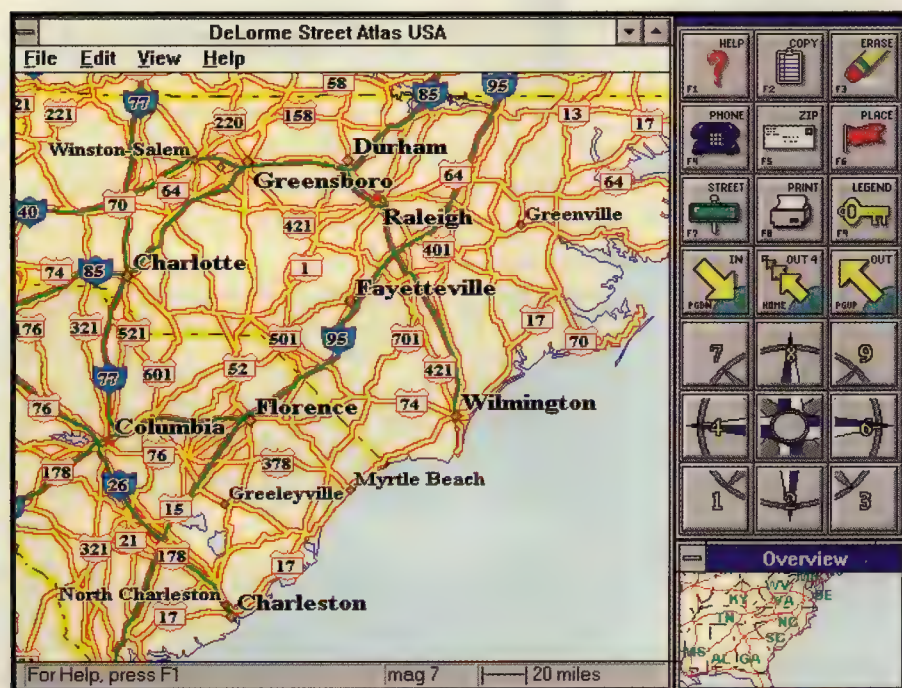 DeLorme Street Atlas USA
File Edit View Help
58
77
85
95
21
221
220
158
13
17
Winston-Salem
Durham
64
Greensboro
64
64
40
70
Raleigh
Greenville
421
401
74
85
Charlotte
1
Fayetteville
17
176
321
521
501
95
701
70
77
601
52
421
76
Florence
74
Wilmington
Columbia
178
76
378
Myrtle Beach
26
Greeleyville
15
321
21
178
17
North Charleston
Charleston
17
For Help, press F1
mag 7
20 miles
HELP
F1
COPY
F2
ERASE
F3
PHONE
F4
ZIP
F5
PLACE
F6
STREET
F7
PRINT
F8
LEGEND
F9
IN
PGDN
OUT 4
HOME
OUT
PGUP
7
8
9
4
6
1
2
3
Overview
WV
KY
VA
DE
TN
NC
SC
MS
AL
GA